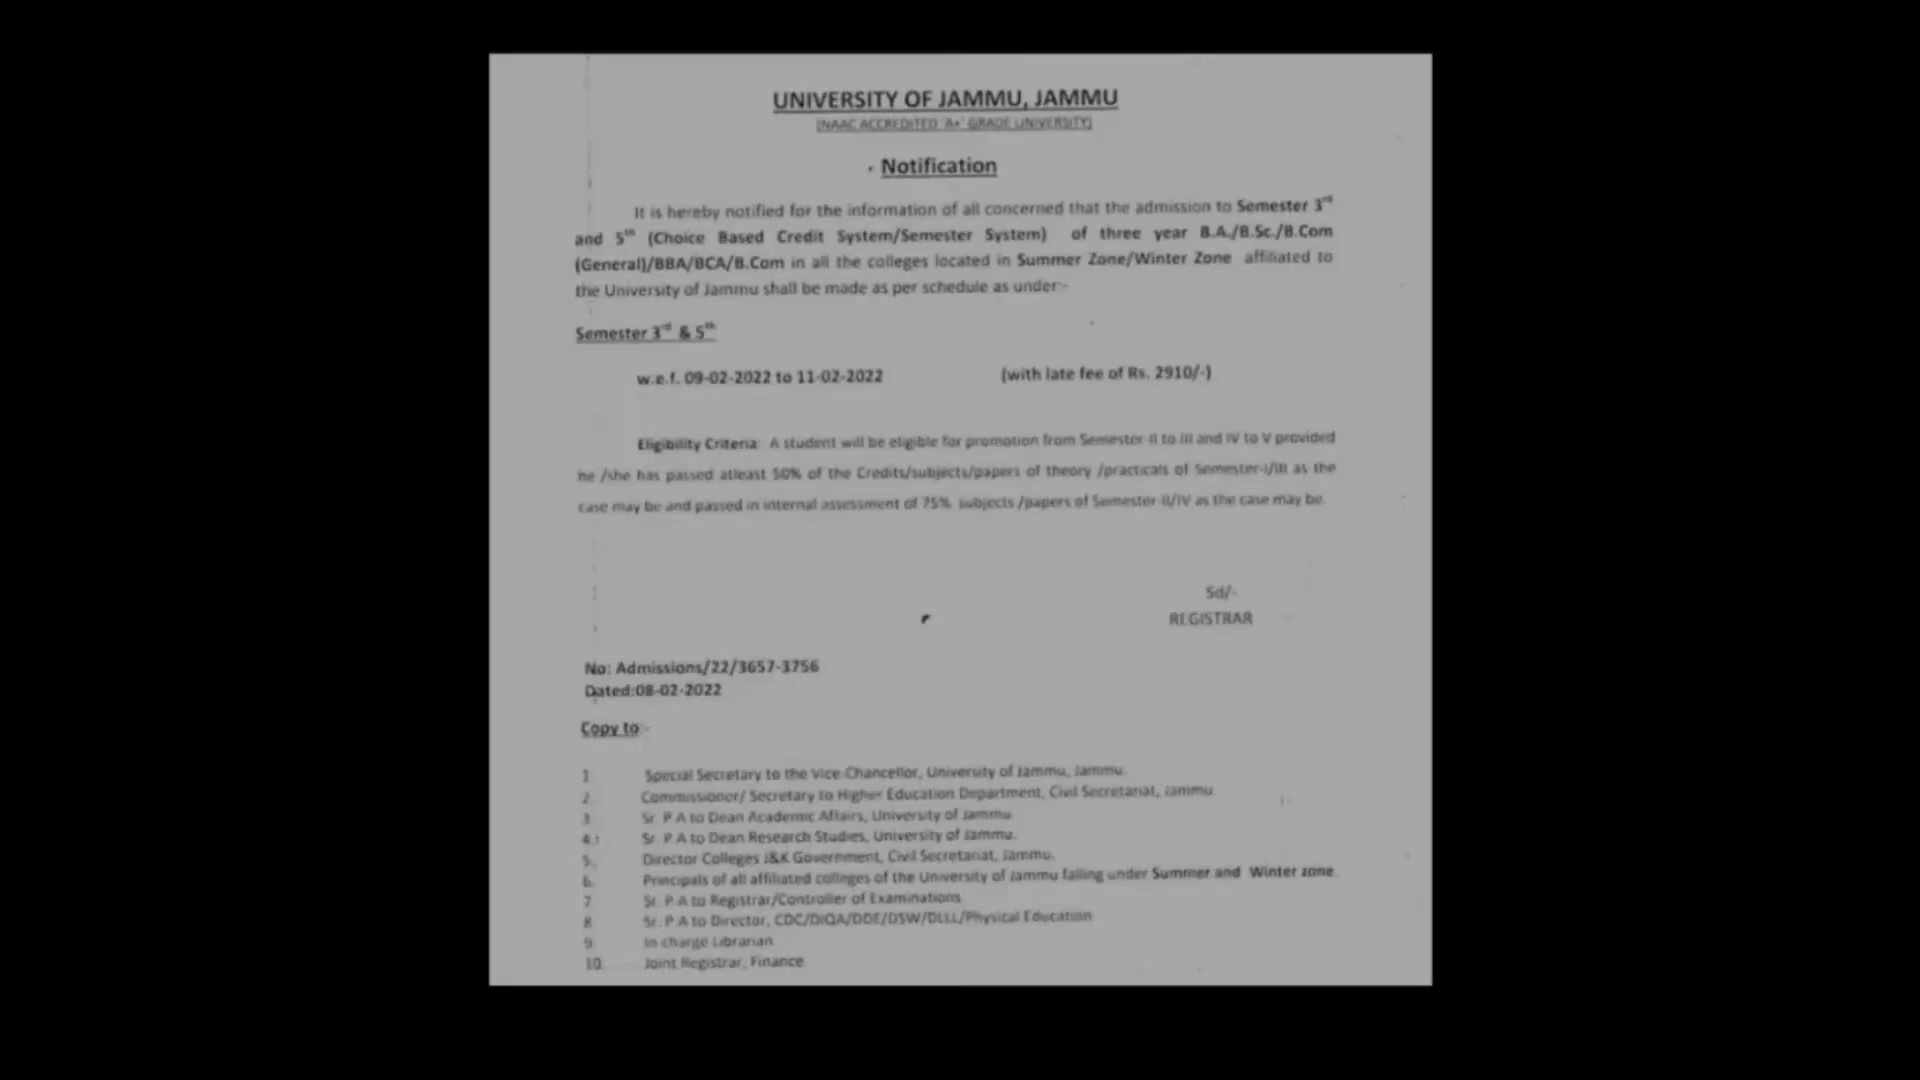 UNIVERSITY OF JAMMU, JAMMU
(NAAC ACCREDITED 'A+' GRADE UNIVERSITY)
Notification
It is hereby notified for the information of all concerned that the admission to Semester 3rd
and 5th (Choice Based Credit System/Semester System) of three year B.A./B.Sc./B.Com
(General)/BBA/BCA/B.Com in all the colleges located in Summer Zone/Winter Zone affiliated to
the University of Jammu shall be made as per schedule as under:-
Semester 3rd & 5th
w.e.f. 09-02-2022 to 11-02-2022 (with late fee of Rs. 2910/-)
Eligibility Criteria: A student will be eligible for promotion from Semester-II to III and IV to V provided
he /she has passed atleast 50% of the Credits/subjects/papers of theory /practicals of Semester-I/III as the
case may be and passed in internal assessment of 75% subjects /papers of Semester-II/IV as the case may be.
Sd/-
REGISTRAR
No: Admissions/22/3657-3756
Dated:08-02-2022
Copy to:-
1. Special Secretary to the Vice-Chancellor, University of Jammu, Jammu.
2. Commissioner/ Secretary to Higher Education Department, Civil Secretariat, Jammu
3. Sr. P.A to Dean Academic Affairs, University of Jammu.
4. Sr. P.A to Dean Research Studies, University of Jammu.
5. Director Colleges J&K Government, Civil Secretariat, Jammu.
6. Principals of all affiliated colleges of the University of Jammu falling under Summer and Winter zone.
7. Sr. P.A to Registrar/Controller of Examinations.
8. Sr. P.A to Director, CDC/DIQA/DDE/DSW/DLLL/Physical Education
9. In charge Librarian
10. Joint Registrar, Finance.